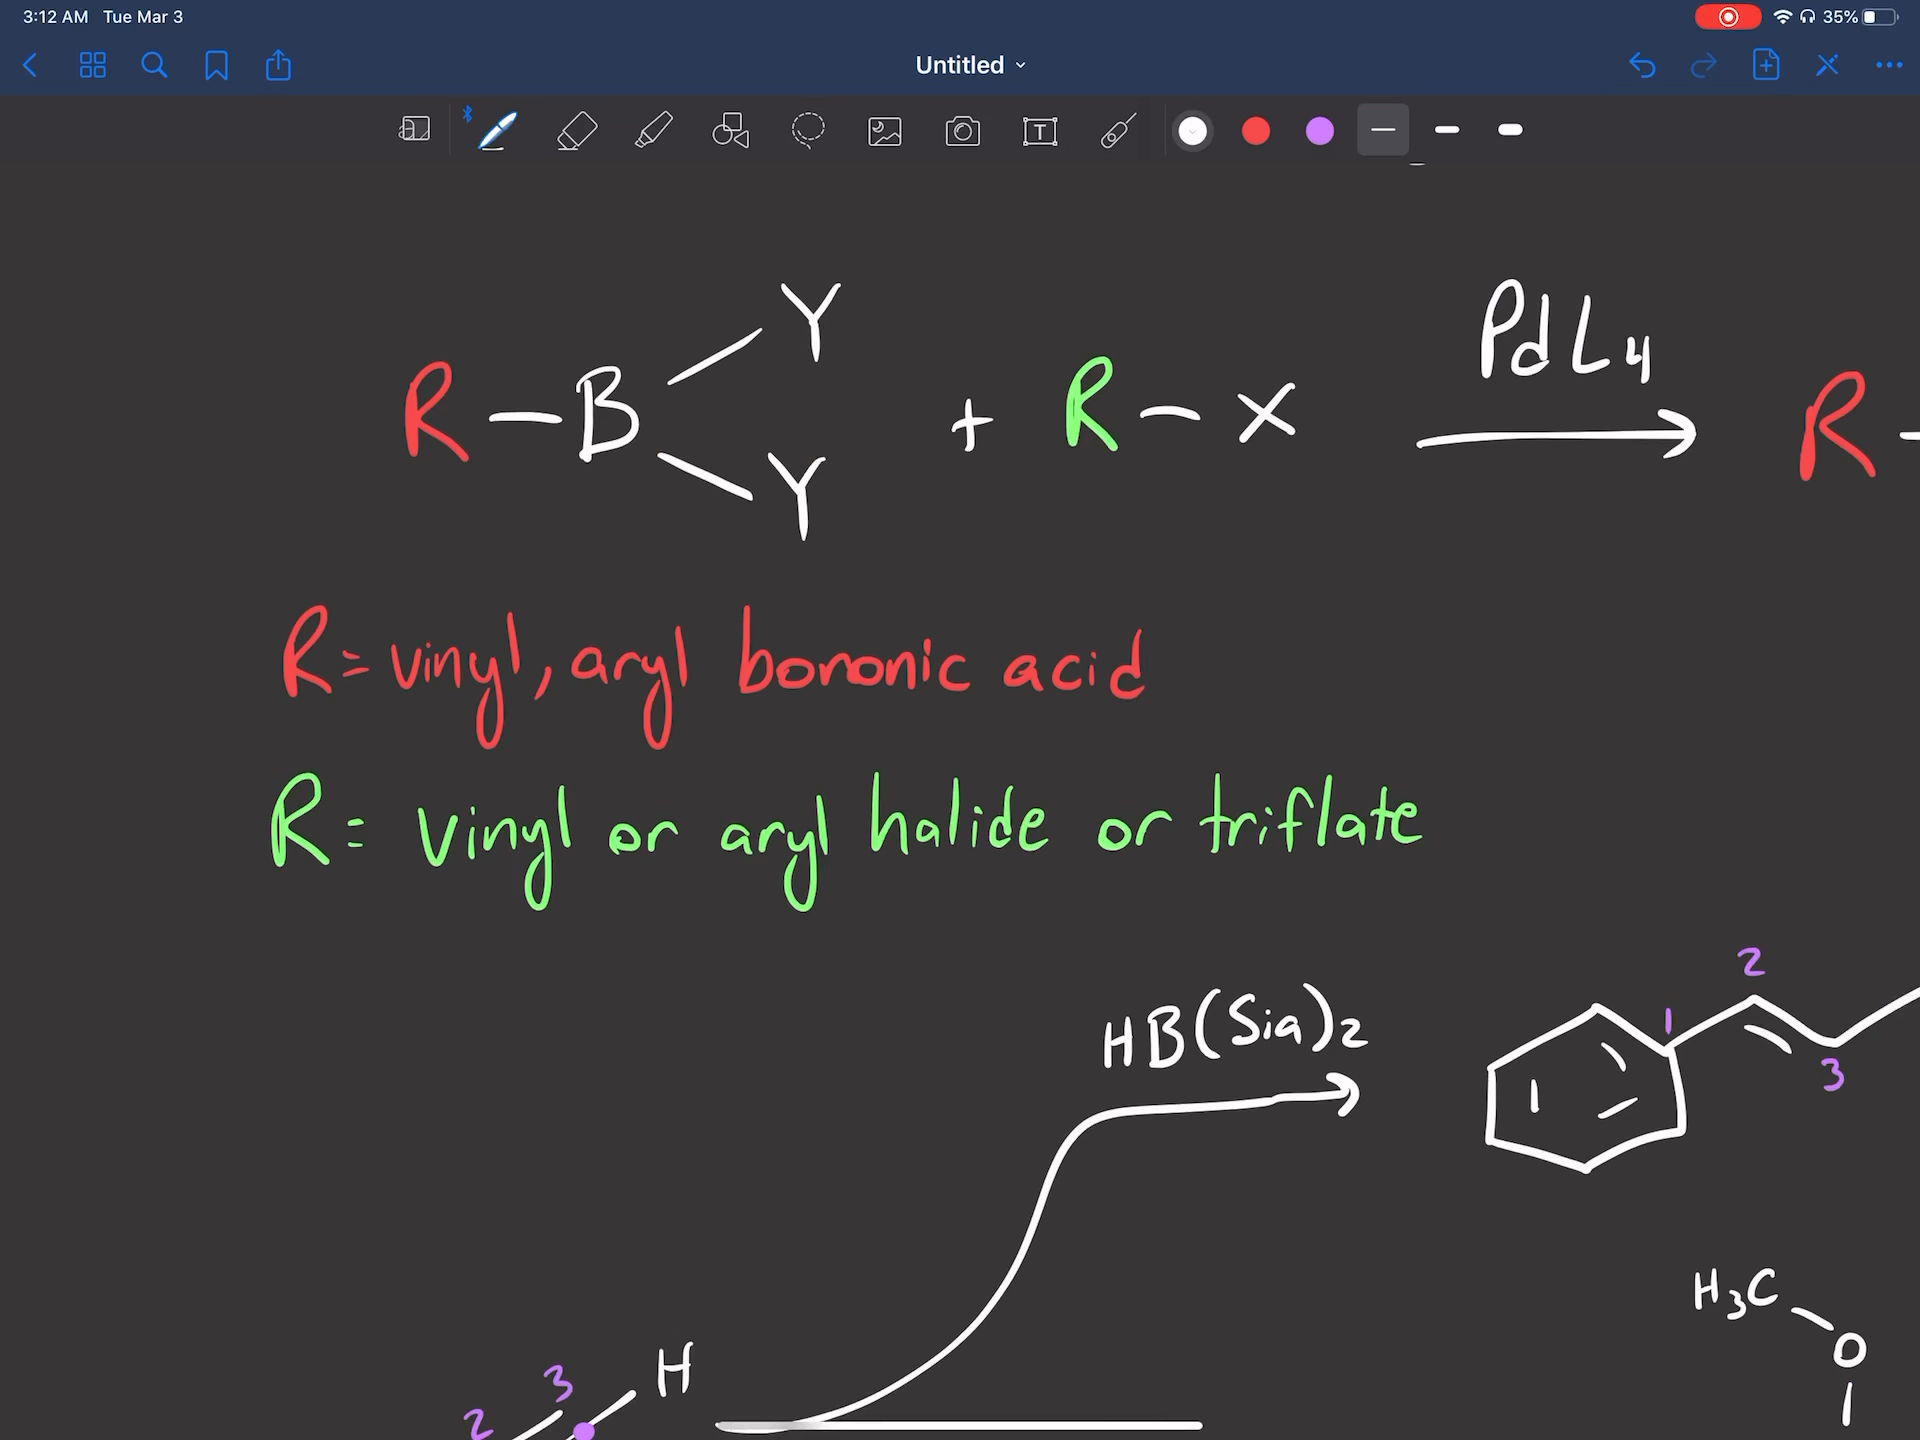 3:12 AM Tue Mar 3
35%
Untitled
T
PdL4
Y
R-B + R-X R-
Y
R= vinyl, aryl boronic acid
R= vinyl or aryl halide or triflate
HB(Sia)2
2
1
3
H3C
O
H
3
2